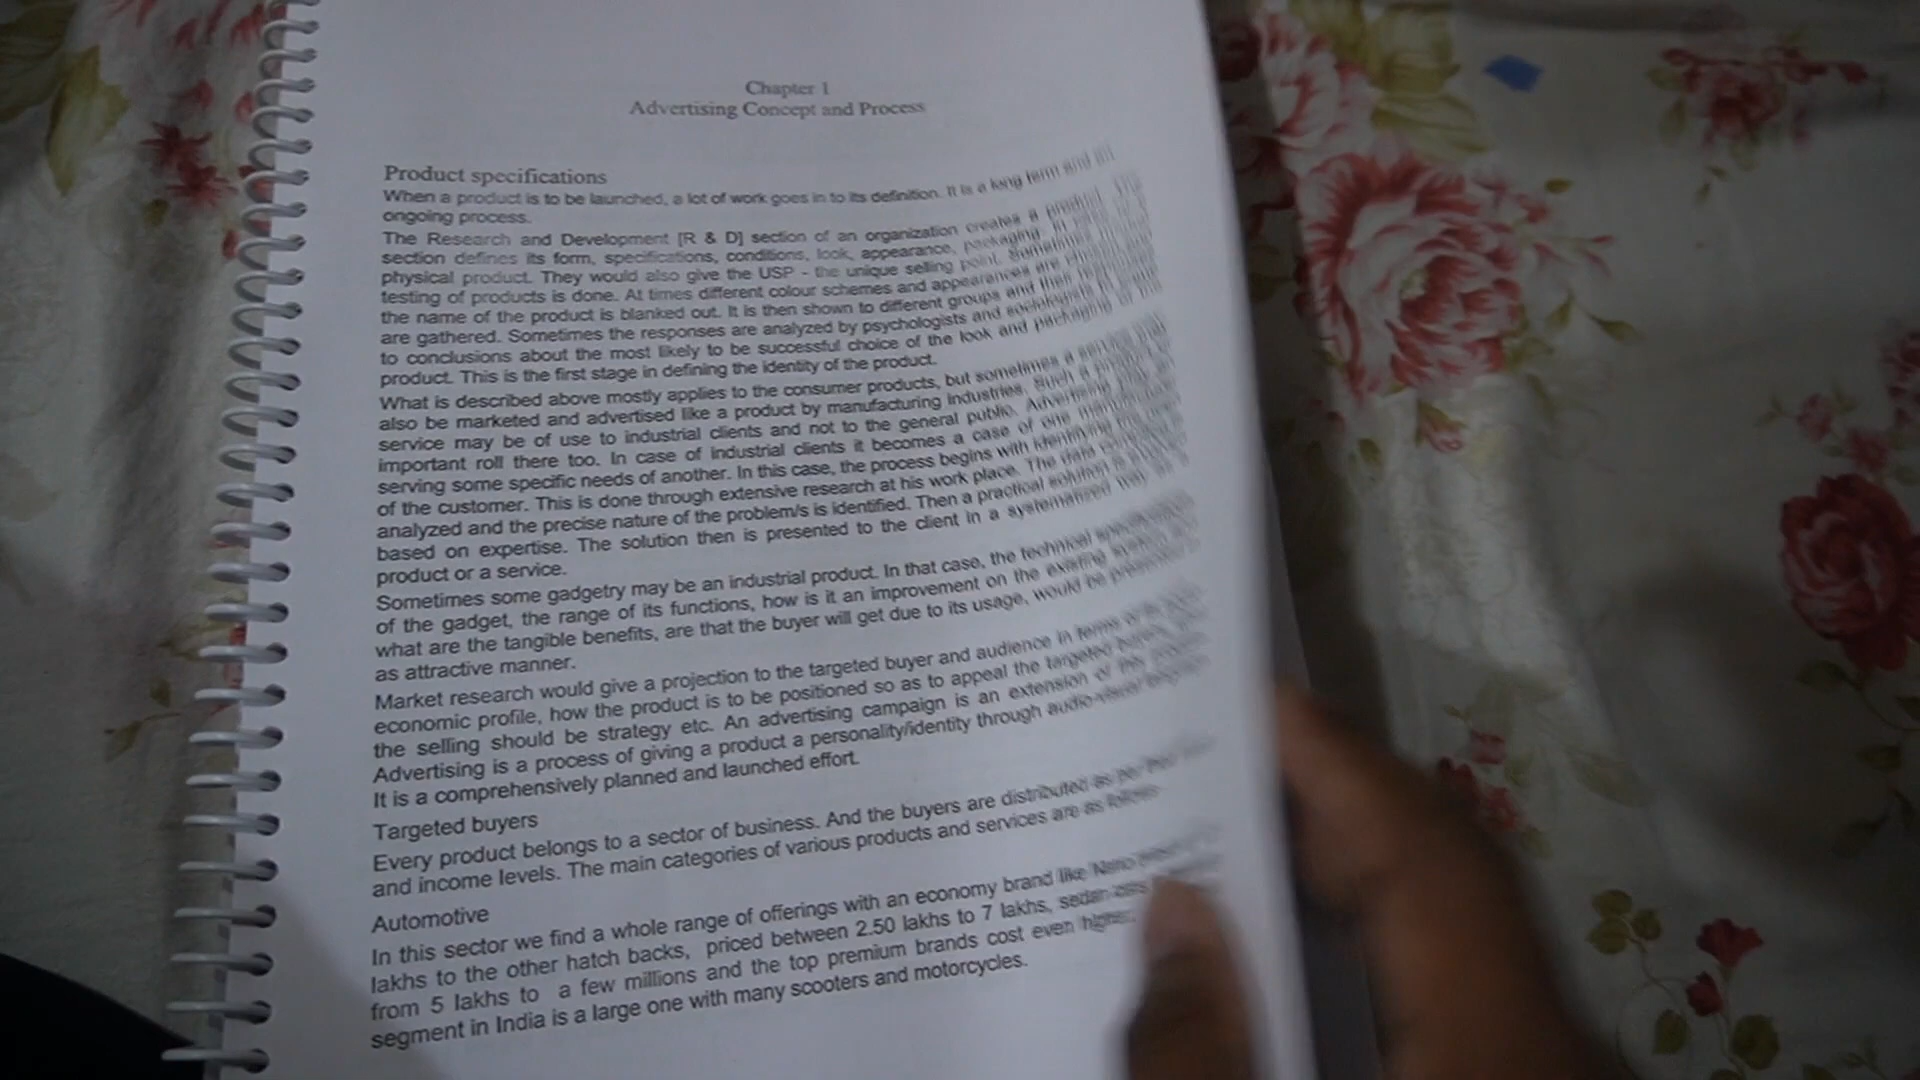 Chapter 1
Advertising Concept and Process
Product specifications
When a product is to be launched, a lot of work goes in to its definition. It is a long term and
ongoing process.
The Research and Development [R & D] section of an organization creates a product.
section defines its form, specifications, conditions, look, appearance, packaging,
physical product. They would also give the USP - the unique selling point. Sometimes
testing of products is done. At times different colour schemes and appearances are
the name of the product is blanked out. It is then shown to different groups and their
are gathered. Sometimes the responses are analyzed by psychologists and sociologists
to conclusions about the most likely to be successful choice of the look and packaging of the
product. This is the first stage in defining the identity of the product.
What is described above mostly applies to the consumer products, but sometimes a service
also be marketed and advertised like a product by manufacturing industries. Such a
service may be of use to industrial clients and not to the general public. Advertising
important roll there too. In case of industrial clients it becomes a case of one
serving some specific needs of another. In this case, the process begins with identifying
of the customer. This is done through extensive research at his work place. The data
analyzed and the precise nature of the problem/s is identified. Then a practical solution is
based on expertise. The solution then is presented to the client in a systematised way as a
product or a service.
Sometimes some gadgetry may be an industrial product. In that case, the technical
of the gadget, the range of its functions, how is it an improvement on the existing system
what are the tangible benefits, are that the buyer will get due to its usage, would be presented
as attractive manner.
Market research would give a projection to the targeted buyer and audience in terms
economic profile, how the product is to be positioned so as to appeal the targeted buyers,
the selling should be strategy etc. An advertising campaign is an extension of this
Advertising is a process of giving a product a personality/identity through audio-visual
It is a comprehensively planned and launched effort.
Targeted buyers
Every product belongs to a sector of business. And the buyers are distributed as per their
and income levels. The main categories of various products and services are as follows
Automotive
In this sector we find a whole range of offerings with an economy brand like Nano
lakhs to the other hatch backs, priced between 2.50 lakhs to 7 lakhs, sedan
from 5 lakhs to a few millions and the top premium brands cost even higher.
segment in India is a large one with many scooters and motorcycles.